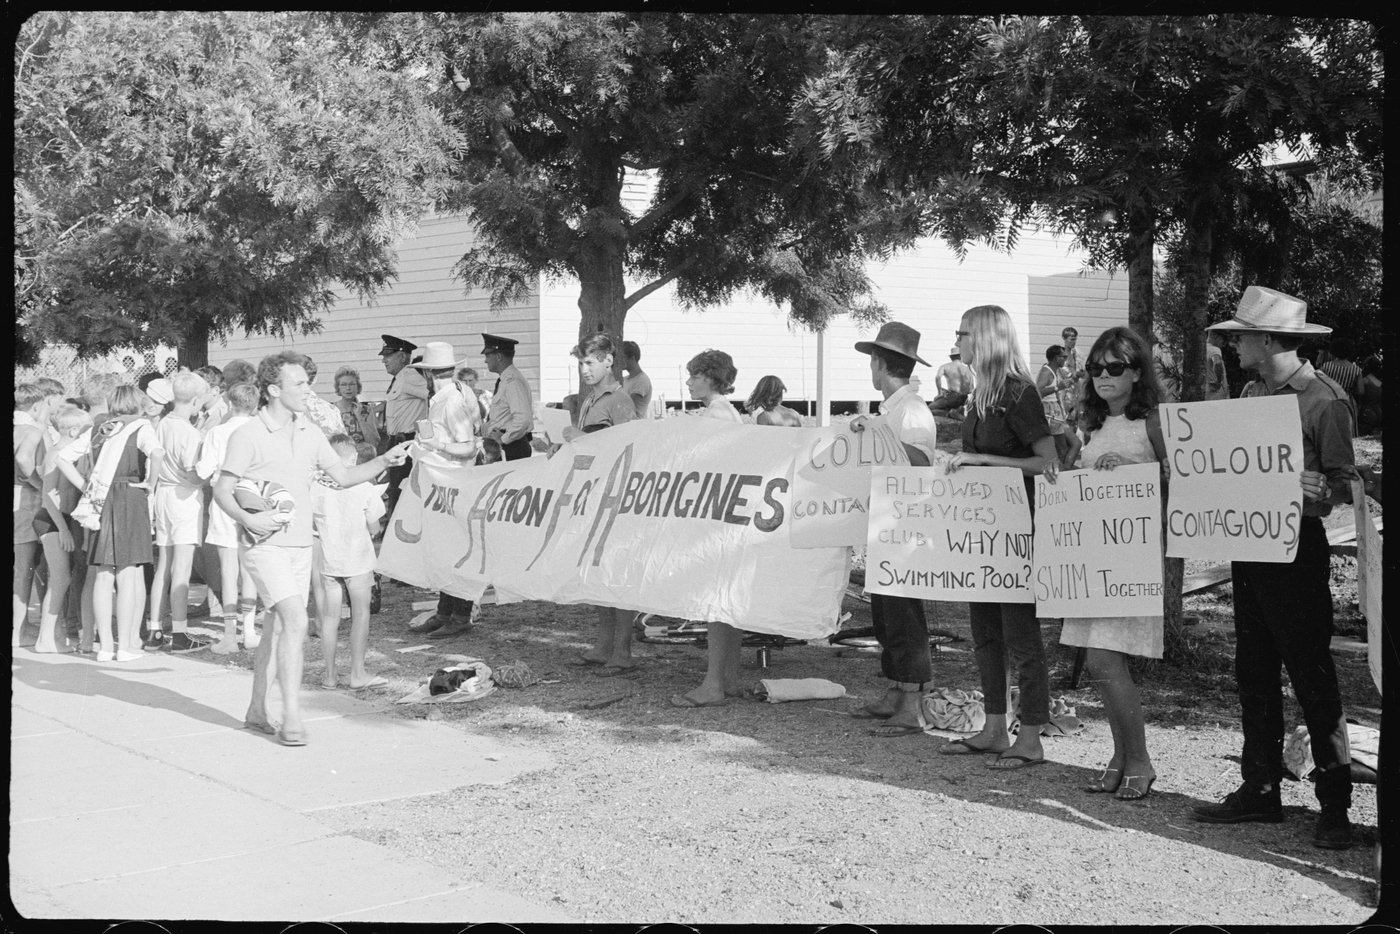 STUDENT ACTION FOR ABORIGINES
COLOUR
CONTA
ALLOWED IN
SERVICES
CLUB WHY NOT
SWIMMING POOL?
BORN TOGETHER
WHY NOT
SWIM TOGETHER
IS
COLOUR
CONTAGIOUS?